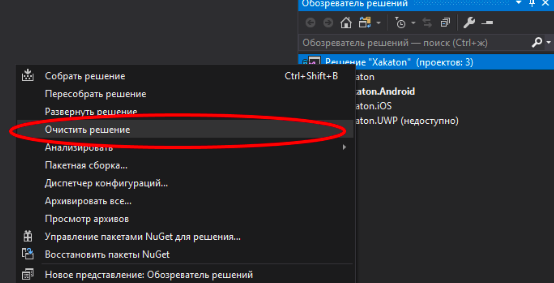 Обозреватель решений
Обозреватель решений — поиск (Ctrl+ж)
Решение "Xakaton" (проектов: 3)
Собрать решение Ctrl+Shift+B
aton
Пересобрать решение
aton.Android
Развернуть решение
aton.iOS
Очистить решение
aton.UWP (недоступно)
Анализировать
Пакетная сборка...
Диспетчер конфигураций...
Архивировать все...
Просмотр архивов
Управление пакетами NuGet для решения...
Восстановить пакеты NuGet
Новое представление: Обозреватель решений